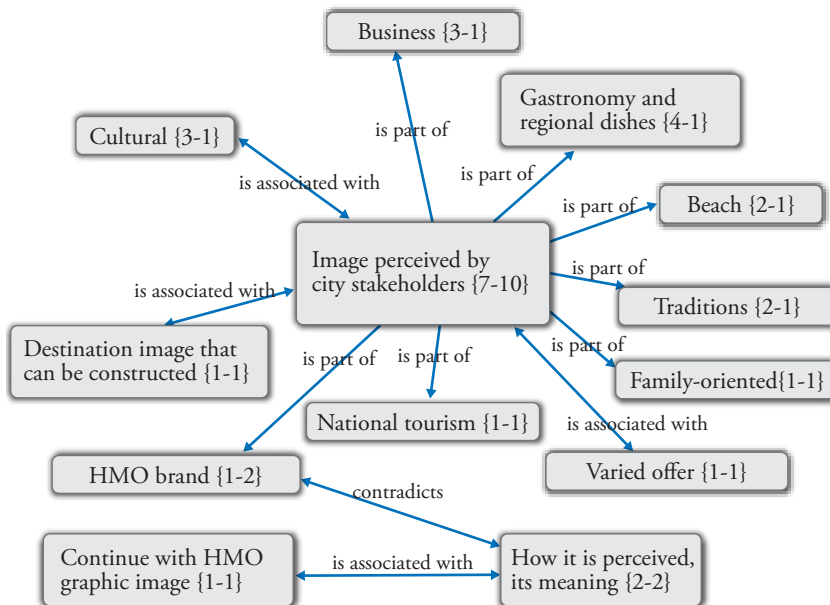 Business {3-1}
is part of
Gastronomy and
regional dishes {4-1}
Cultural {3-1}
is associated with
is part of
is part of
Beach {2-1}
Image perceived by
city stakeholders {7-10}
is part of
Traditions {2-1}
is associated with
Destination image that
can be constructed {1-1}
is part of
is part of
is part of
Family-oriented{1-1}
National tourism {1-1}
is associated with
HMO brand {1-2}
Varied offer {1-1}
contradicts
Continue with HMO
graphic image {1-1}
is associated with
How it is perceived,
its meaning {2-2}